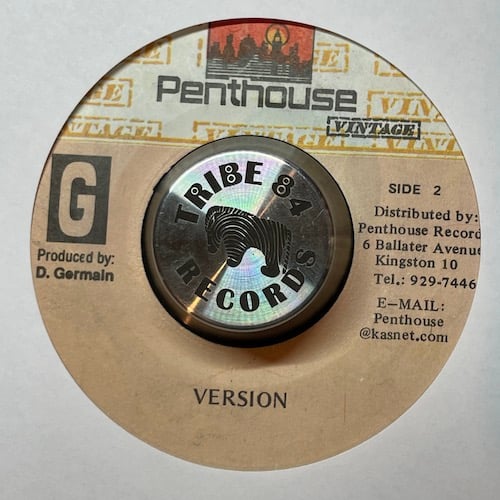 Penthouse
VINTAGE
G
Produced by:
D. Germain
TRIBE 84
RECORDS
SIDE 2
Distributed by:
Penthouse Record
6 Ballater Avenue
Kingston 10
Tel.: 929-7446
E-MAIL:
Penthouse
@kasnet.com
VERSION